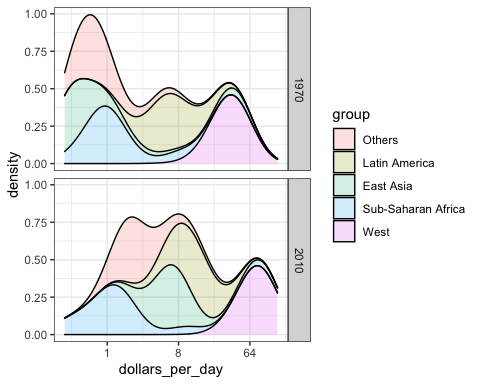 density
1.00
0.75
0.50
0.25
0.00
1970
1.00
0.75
0.50
0.25
0.00
2010
1 8 64
dollars_per_day
group
Others
Latin America
East Asia
Sub-Saharan Africa
West